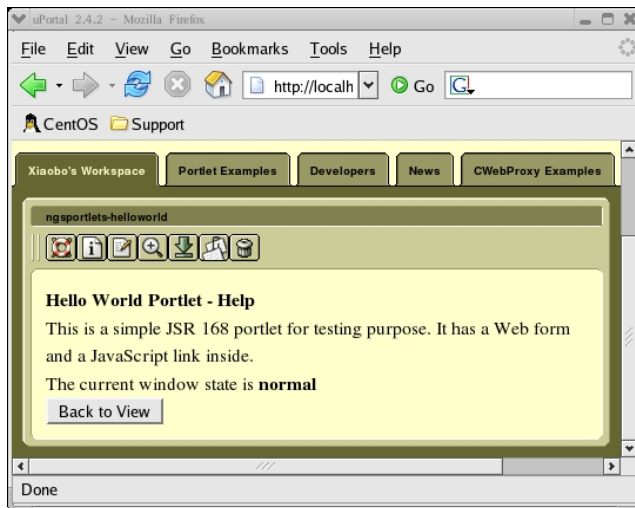 uPortal 2.4.2 - Mozilla Firefox
File Edit View Go Bookmarks Tools Help
http://localh Go G
CentOS Support
Xiaobo's Workspace Portlet Examples Developers News CWebProxy Examples
ngsportlets-helloworld
Hello World Portlet - Help
This is a simple JSR 168 portlet for testing purpose. It has a Web form
and a JavaScript link inside.
The current window state is normal
Back to View
Done